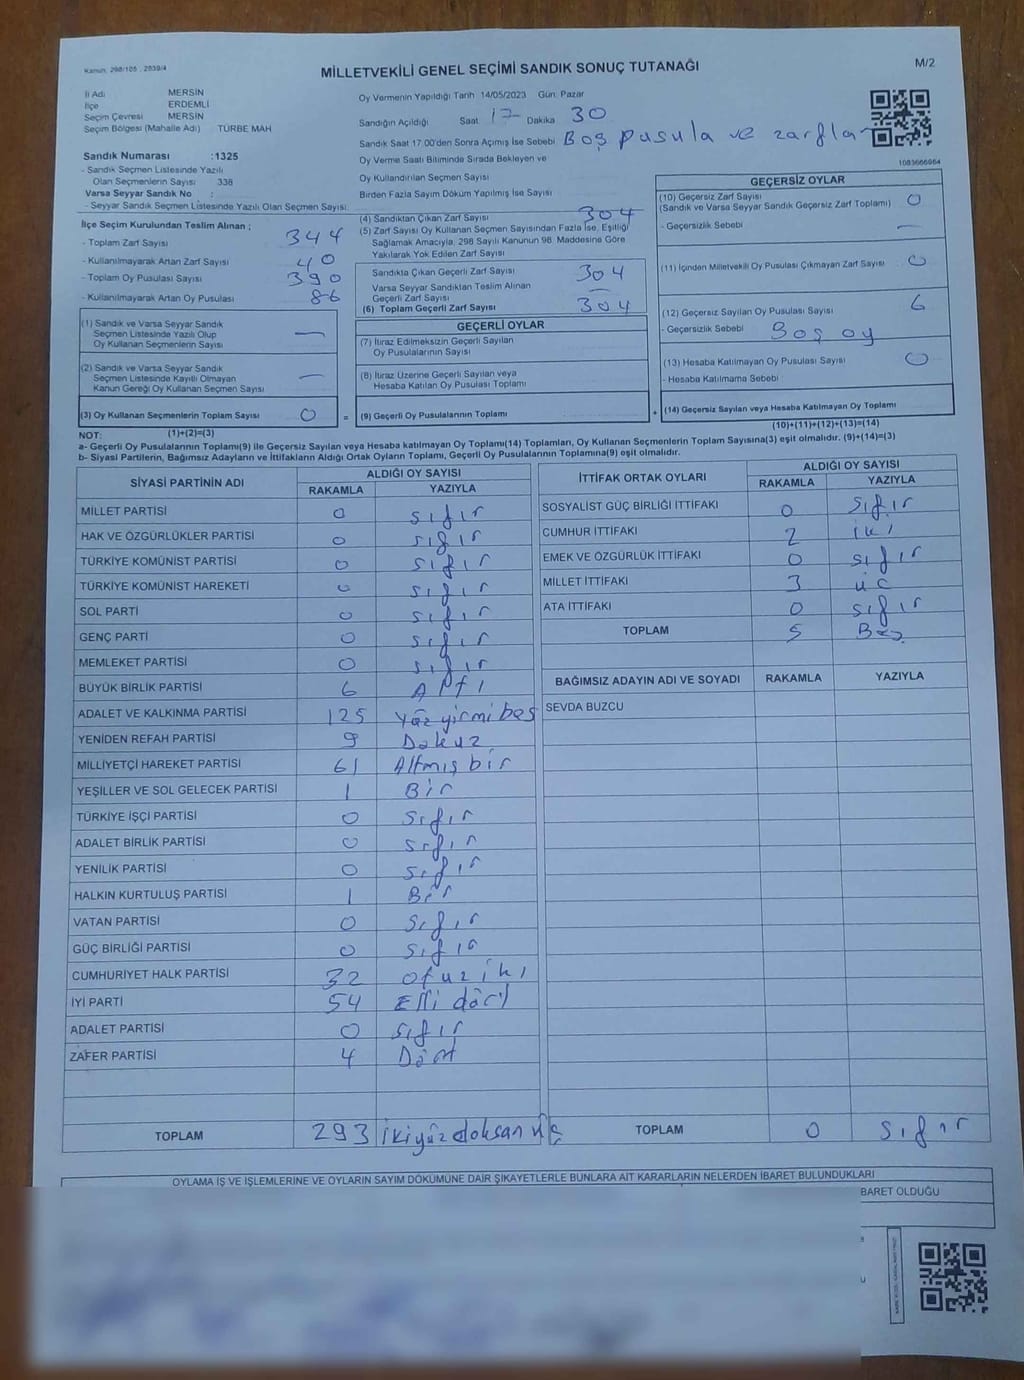 Kanun, 298/105 , 2839/4
MİLLETVEKİLİ GENEL SEÇİMİ SANDIK SONUÇ TUTANAĞI
M/2
İl Adı MERSİN
İlçe ERDEMLİ
Seçim Çevresi MERSİN
Seçim Bölgesi (Mahalle Adı) TÜRBE MAH
Sandık Numarası :1325
- Sandık Seçmen Listesinde Yazılı
Olan Seçmenlerin Sayısı 338
Varsa Seyyar Sandık No :
- Seyyar Sandık Seçmen Listesinde Yazılı Olan Seçmen Sayısı:
Oy Vermenin Yapıldığı Tarih 14/05/2023 Gün: Pazar
Sandığın Açıldığı Saat 17 Dakika 30
Sandık Saat 17.00'den Sonra Açımış İse Sebebi Boş pusula ve zarflar
Oy Verme Saati Bitiminde Sırada Bekleyen ve
Oy Kullandırılan Seçmen Sayısı
Birden Fazla Sayım Döküm Yapılmış İse Sayısı
1083666964
İlçe Seçim Kurulundan Teslim Alınan ;
- Toplam Zarf Sayısı 344
- Kullanılmayarak Artan Zarf Sayısı 40
- Toplam Oy Pusulası Sayısı 390
- Kullanılmayarak Artan Oy Pusulası 86
(1) Sandık ve Varsa Seyyar Sandık
Seçmen Listesinde Yazılı Olup
Oy Kullanan Seçmenlerin Sayısı —
(2) Sandık ve Varsa Seyyar Sandık
Seçmen Listesinde Kayıtlı Olmayan
Kanun Gereği Oy Kullanan Seçmen Sayısı —
(3) Oy Kullanan Seçmenlerin Toplam Sayısı 0 =
(1)+(2)=(3)
(4) Sandıktan Çıkan Zarf Sayısı 304
(5) Zarf Sayısı Oy Kullanan Seçmen Sayısından Fazla İse, Eşitliği
Sağlamak Amacıyla, 298 Sayılı Kanunun 98. Maddesine Göre
Yakılarak Yok Edilen Zarf Sayısı
Sandıkta Çıkan Geçerli Zarf Sayısı 304
Varsa Seyyar Sandıktan Teslim Alınan
Geçerli Zarf Sayısı —
(6) Toplam Geçerli Zarf Sayısı 304
GEÇERLİ OYLAR
(7) İtiraz Edilmeksizin Geçerli Sayılan
Oy Pusulalarının Sayısı
(8) İtiraz Üzerine Geçerli Sayılan veya
Hesaba Katılan Oy Pusulası Toplamı
(9) Geçerli Oy Pusulalarının Toplamı +
GEÇERSİZ OYLAR
(10) Geçersiz Zarf Sayısı
(Sandık ve Varsa Seyyar Sandık Geçersiz Zarf Toplamı) 0
- Geçersizlik Sebebi —
(11) İçinden Milletvekili Oy Pusulası Çıkmayan Zarf Sayısı 0
(12) Geçersiz Sayılan Oy Pusulası Sayısı 6
- Geçersizlik Sebebi Boş oy
(13) Hesaba Katılmayan Oy Pusulası Sayısı 0
- Hesaba Katılmama Sebebi
(14) Geçersiz Sayılan veya Hesaba Katılmayan Oy Toplamı
(10)+(11)+(12)+(13)=(14)
NOT:
a- Geçerli Oy Pusulalarının Toplamı(9) ile Geçersiz Sayılan veya Hesaba katılmayan Oy Toplamı(14) Toplamları, Oy Kullanan Seçmenlerin Toplam Sayısına(3) eşit olmalıdır. (9)+(14)=(3)
b- Siyasi Partilerin, Bağımsız Adayların ve İttifakların Aldığı Ortak Oyların Toplamı, Geçerli Oy Pusulalarının Toplamına(9) eşit olmalıdır.
SİYASİ PARTİNİN ADI ALDIĞI OY SAYISI
RAKAMLA YAZIYLA
MİLLET PARTİSİ 0 sıfır
HAK VE ÖZGÜRLÜKLER PARTİSİ 0 sıfır
TÜRKİYE KOMÜNİST PARTİSİ 0 sıfır
TÜRKİYE KOMÜNİST HAREKETİ 0 sıfır
SOL PARTİ 0 sıfır
GENÇ PARTİ 0 sıfır
MEMLEKET PARTİSİ 0 sıfır
BÜYÜK BİRLİK PARTİSİ 6 Altı
ADALET VE KALKINMA PARTİSİ 125 Yüz yirmi beş
YENİDEN REFAH PARTİSİ 9 Dokuz
MİLLİYETÇİ HAREKET PARTİSİ 61 Altmış bir
YEŞİLLER VE SOL GELECEK PARTİSİ 1 Bir
TÜRKİYE İŞÇİ PARTİSİ 0 sıfır
ADALET BİRLİK PARTİSİ 0 sıfır
YENİLİK PARTİSİ 0 sıfır
HALKIN KURTULUŞ PARTİSİ 1 Bir
VATAN PARTİSİ 0 sıfır
GÜÇ BİRLİĞİ PARTİSİ 0 sıfır
CUMHURİYET HALK PARTİSİ 32 otuz iki
İYİ PARTİ 54 Elli dört
ADALET PARTİSİ 0 sıfır
ZAFER PARTİSİ 4 Dört
TOPLAM 293 ikiyüz doksan üç
İTTİFAK ORTAK OYLARI ALDIĞI OY SAYISI
RAKAMLA YAZIYLA
SOSYALİST GÜÇ BİRLİĞİ İTTİFAKI 0 sıfır
CUMHUR İTTİFAKI 2 iki
EMEK VE ÖZGÜRLÜK İTTİFAKI 0 sıfır
MİLLET İTTİFAKI 3 üç
ATA İTTİFAKI 0 sıfır
TOPLAM 5 Beş
BAĞIMSIZ ADAYIN ADI VE SOYADI RAKAMLA YAZIYLA
SEVDA BUZCU
TOPLAM 0 sıfır
OYLAMA İŞ VE İŞLEMLERİNE VE OYLARIN SAYIM DÖKÜMÜNE DAİR ŞİKAYETLERLE BUNLARA AİT KARARLARIN NELERDEN İBARET BULUNDUKLARI
BARET OLDUĞU